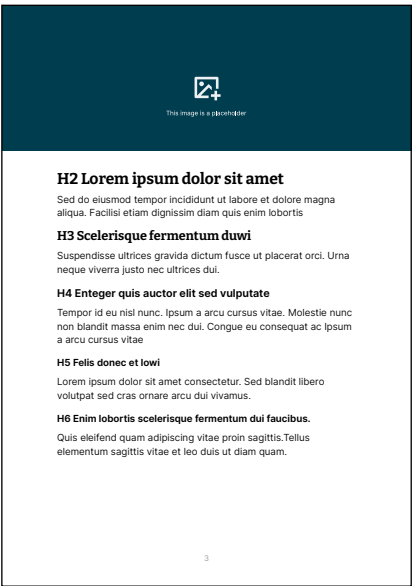 This image is a placeholder
H2 Lorem ipsum dolor sit amet
Sed do eiusmod tempor incididunt ut labore et dolore magna
aliqua. Facilisi etiam dignissim diam quis enim lobortis
H3 Scelerisque fermentum duwi
Suspendisse ultrices gravida dictum fusce ut placerat orci. Urna
neque viverra justo nec ultrices dui.
H4 Enteger quis auctor elit sed vulputate
Tempor id eu nisl nunc. Ipsum a arcu cursus vitae. Molestie nunc
non blandit massa enim nec dui. Congue eu consequat ac Ipsum
a arcu cursus vitae
H5 Felis donec et lowi
Lorem ipsum dolor sit amet consectetur. Sed blandit libero
volutpat sed cras ornare arcu dui vivamus.
H6 Enim lobortis scelerisque fermentum dui faucibus.
Quis eleifend quam adipiscing vitae proin sagittis.Tellus
elementum sagittis vitae et leo duis ut diam quam.
3